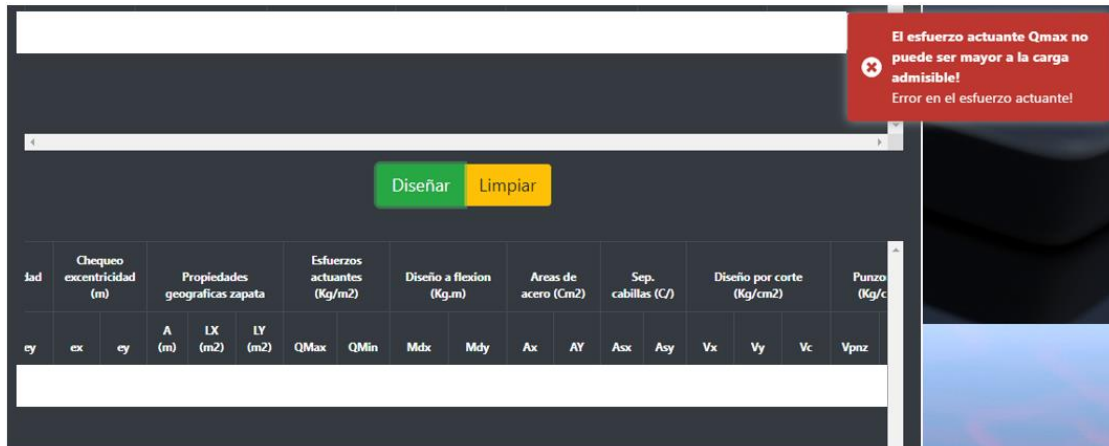 El esfuerzo actuante Qmax no
puede ser mayor a la carga
admisible!
Error en el esfuerzo actuante!
Diseñar Limpiar
Chequeo excentricidad (m) Propiedades geograficas zapata Esfuerzos actuantes (Kg/m2) Diseño a flexion (Kg.m) Areas de acero (Cm2) Sep. cabillas (C/) Diseño por corte (Kg/cm2)
ey ex ey A (m) LX (m2) LY (m2) QMax QMin Mdx Mdy Ax AY Asx Asy Vx Vy Vc Vpnz